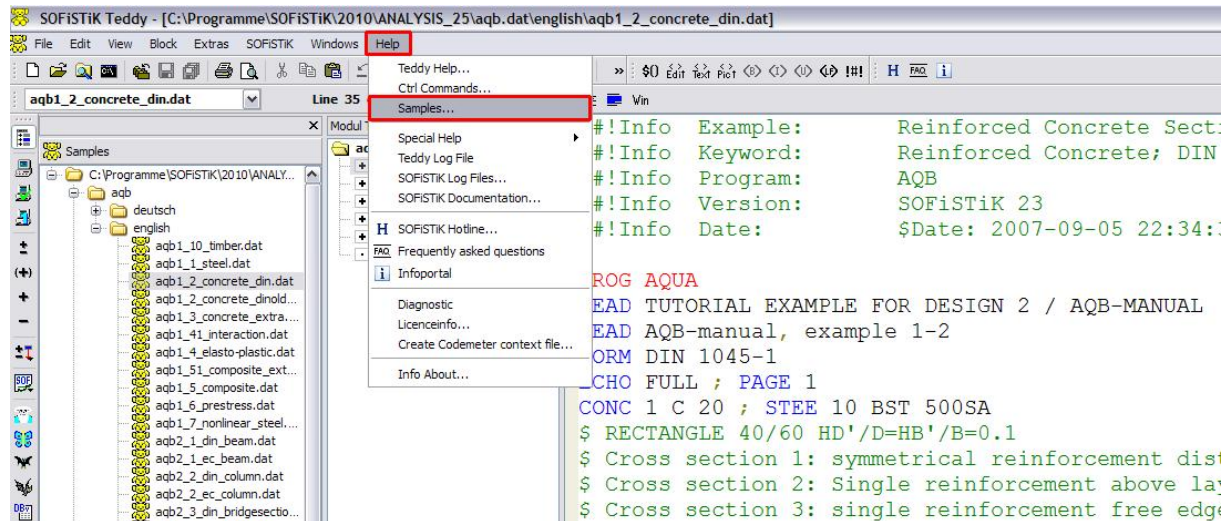 SOFiSTiK Teddy - [C:\Programme\SOFiSTiK\2010\ANALYSIS_25\aqb.dat\english\aqb1_2_concrete_din.dat]
File Edit View Block Extras SOFiSTiK Windows Help
» $() Edit Text Pict (B) (I) (U) !#! H FAQ i
aqb1_2_concrete_din.dat Line 35 Win
Teddy Help...
Ctrl Commands...
Samples...
Special Help
Teddy Log File
SOFiSTiK Log Files...
SOFiSTiK Documentation...
H SOFiSTiK Hotline...
FAQ Frequently asked questions
i Infoportal
Diagnostic
Licenceinfo...
Create Codemeter context file...
Info About...
Modul
Samples
C:\Programme\SOFiSTiK\2010\ANALY...
aqb
deutsch
english
aqb1_10_timber.dat
aqb1_1_steel.dat
aqb1_2_concrete_din.dat
aqb1_2_concrete_dinold...
aqb1_3_concrete_extra....
aqb1_41_interaction.dat
aqb1_4_elasto-plastic.dat
aqb1_51_composite_ext...
aqb1_5_composite.dat
aqb1_6_prestress.dat
aqb1_7_nonlinear_steel....
aqb2_1_din_beam.dat
aqb2_1_ec_beam.dat
aqb2_2_din_column.dat
aqb2_2_ec_column.dat
aqb2_3_din_bridgesectio...
#!Info Example: Reinforced Concrete Secti
#!Info Keyword: Reinforced Concrete; DIN
#!Info Program: AQB
#!Info Version: SOFiSTiK 23
#!Info Date: $Date: 2007-09-05 22:34:3
ROG AQUA
EAD TUTORIAL EXAMPLE FOR DESIGN 2 / AQB-MANUAL
EAD AQB-manual, example 1-2
ORM DIN 1045-1
ECHO FULL ; PAGE 1
CONC 1 C 20 ; STEE 10 BST 500SA
$ RECTANGLE 40/60 HD'/D=HB'/B=0.1
$ Cross section 1: symmetrical reinforcement dist
$ Cross section 2: Single reinforcement above lay
$ Cross section 3: single reinforcement free edge